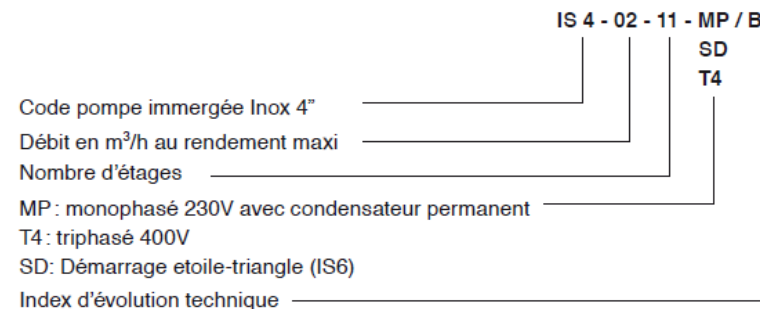 IS 4 - 02 - 11 - MP / B
SD
T4
Code pompe immergée Inox 4”
Débit en m³/h au rendement maxi
Nombre d’étages
MP : monophasé 230V avec condensateur permanent
T4 : triphasé 400V
SD: Démarrage etoile-triangle (IS6)
Index d’évolution technique